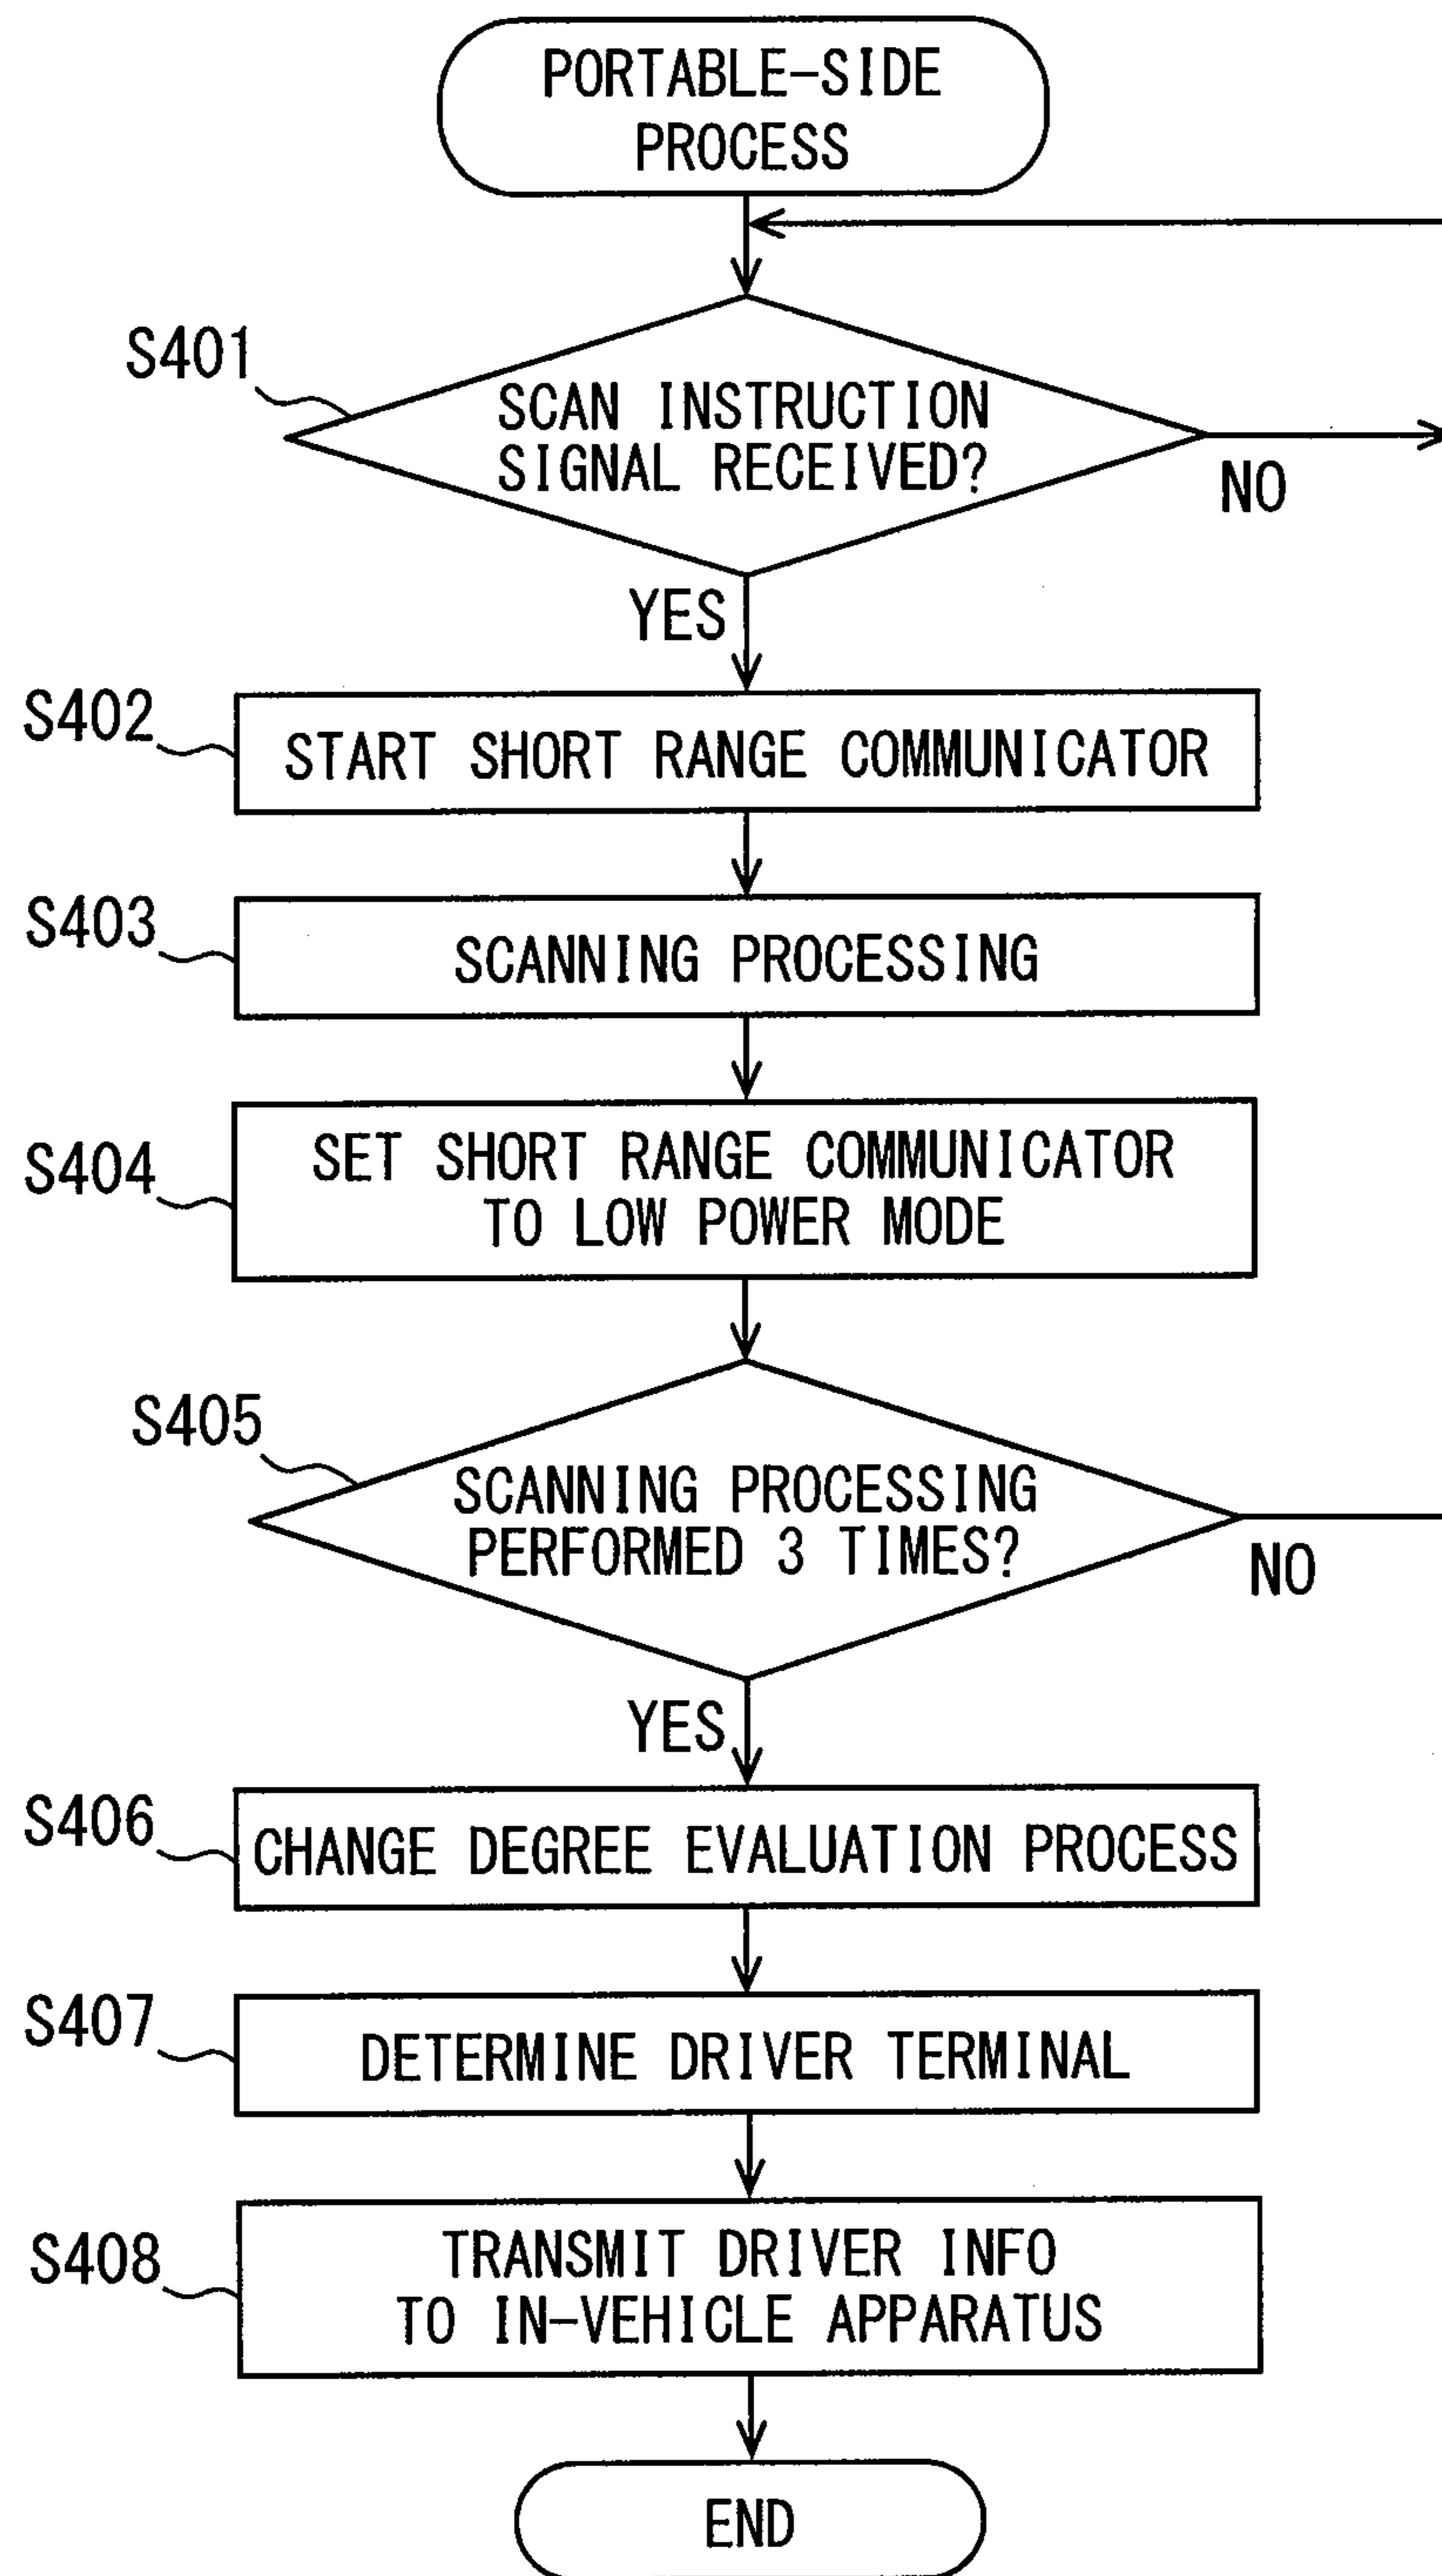 PORTABLE-SIDE
PROCESS
S401
SCAN INSTRUCTION
SIGNAL RECEIVED?
NO
YES
S402
START SHORT RANGE COMMUNICATOR
S403
SCANNING PROCESSING
S404
SET SHORT RANGE COMMUNICATOR
TO LOW POWER MODE
S405
SCANNING PROCESSING
PERFORMED 3 TIMES?
NO
YES
S406
CHANGE DEGREE EVALUATION PROCESS
S407
DETERMINE DRIVER TERMINAL
S408
TRANSMIT DRIVER INFO
TO IN-VEHICLE APPARATUS
END